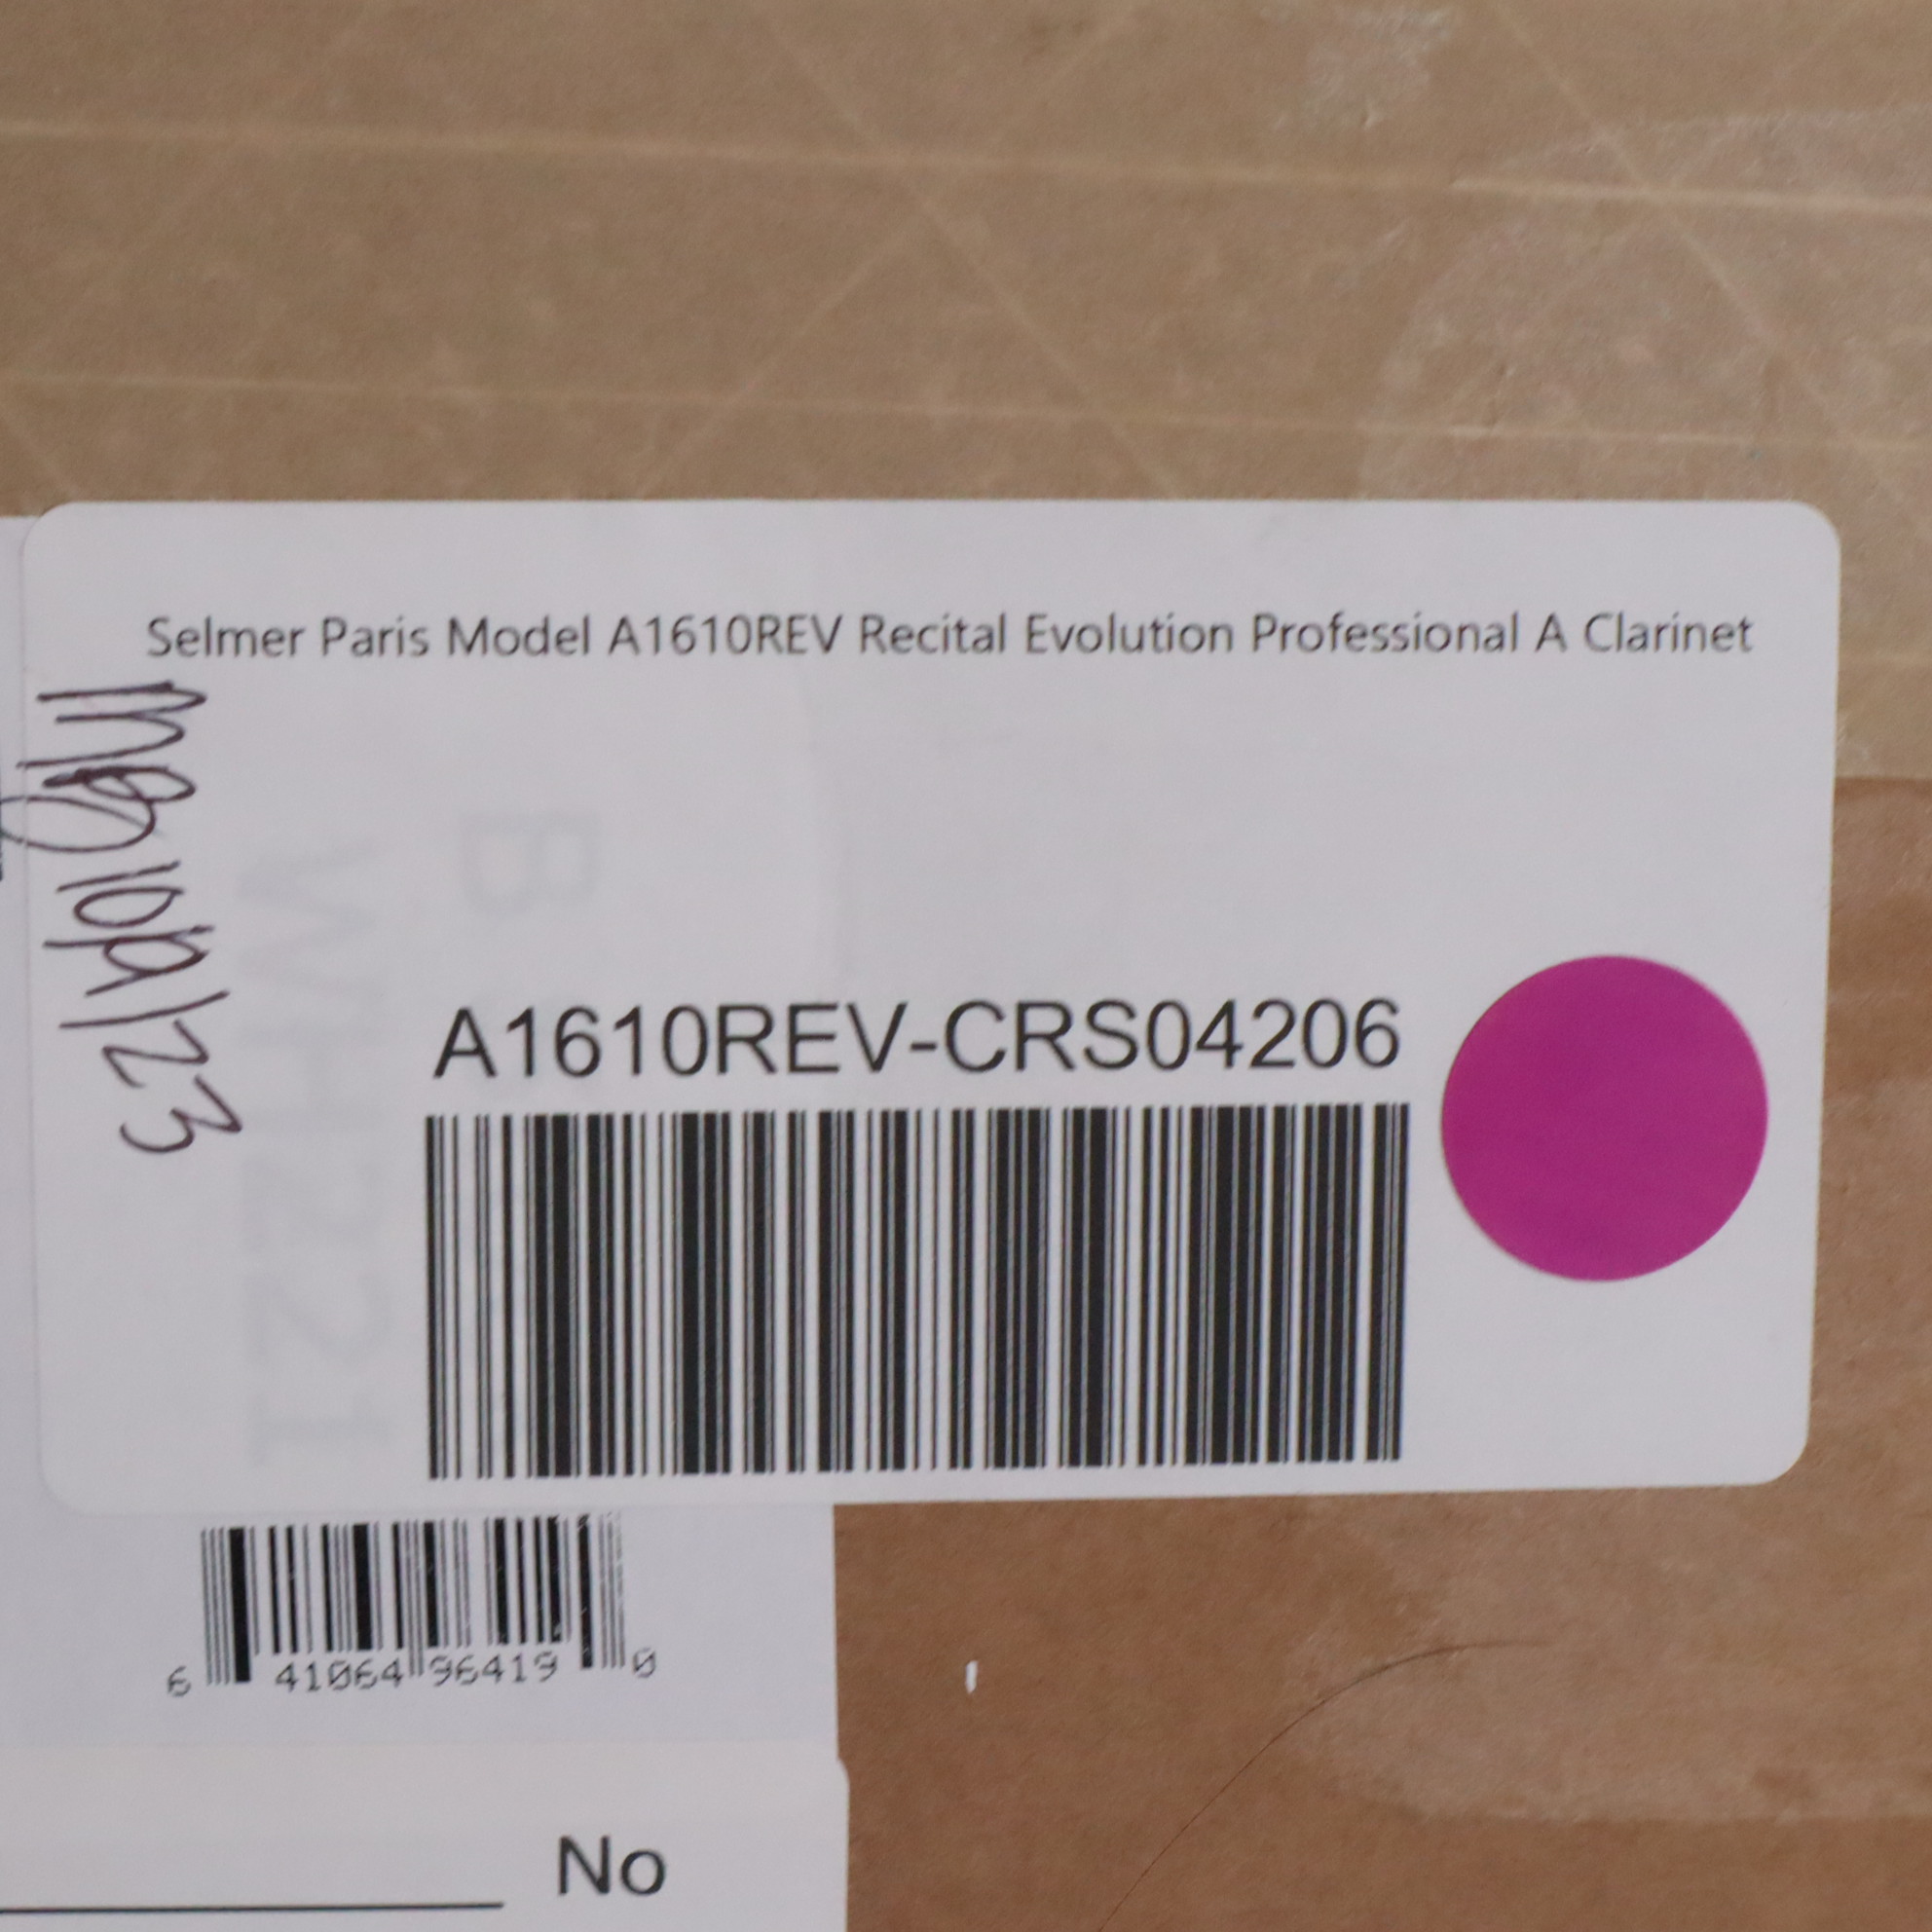 Selmer Paris Model A1610REV Recital Evolution Professional A Clarinet
A1610REV-CRS04206
6 41064 96419 0
No